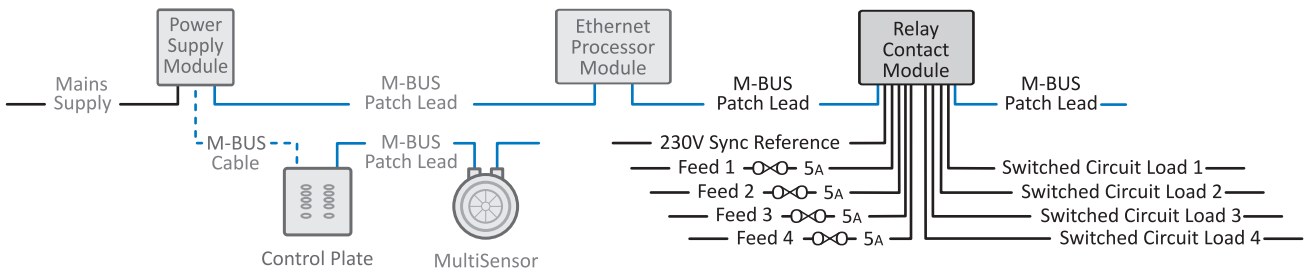 Power
Supply
Module
Ethernet
Processor
Module
Relay
Contact
Module
Mains
Supply
M-BUS
Patch Lead
M-BUS
Patch Lead
M-BUS
Patch Lead
M-BUS
Cable
M-BUS
Patch Lead
230V Sync Reference
Feed 1 5A
Switched Circuit Load 1
Feed 2 5A
Switched Circuit Load 2
Feed 3 5A
Switched Circuit Load 3
Feed 4 5A
Switched Circuit Load 4
Control Plate
MultiSensor